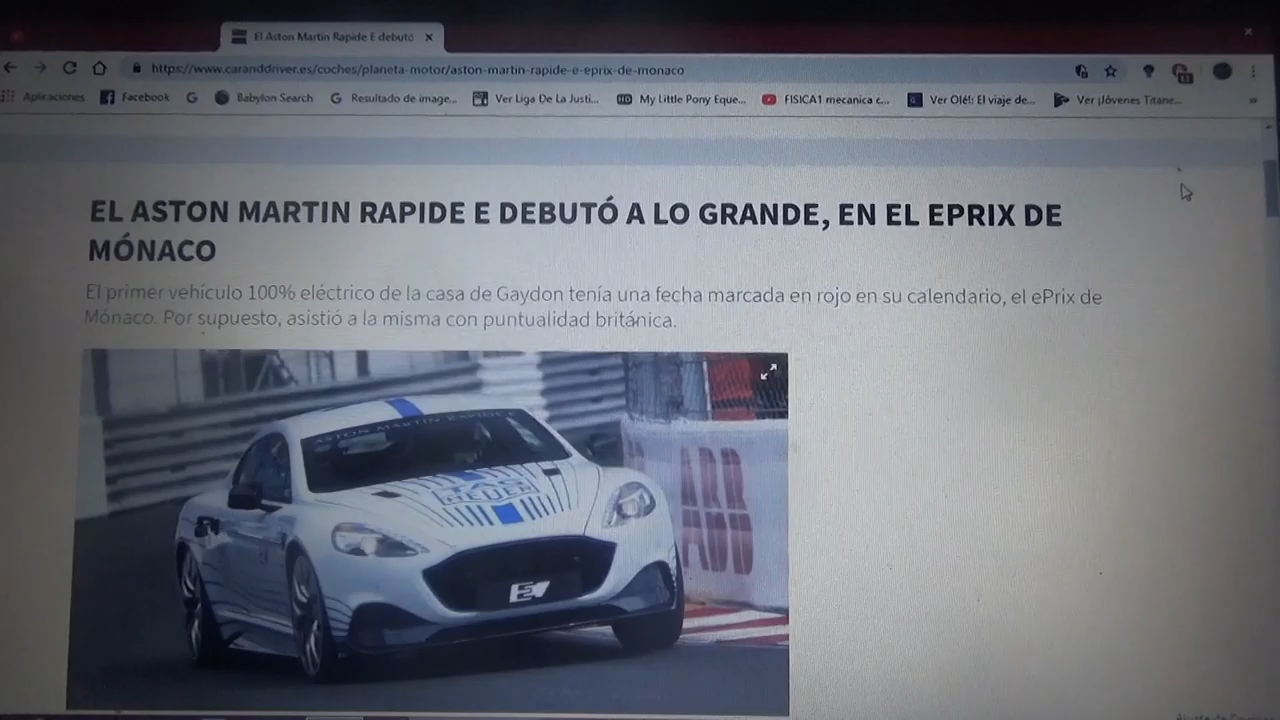 El Aston Martin Rapide E debutó
https://www.caranddriver.es/coches/planeta-motor/aston-martin-rapide-e-eprix-de-monaco
Aplicaciones Facebook Babylon Search Resultado de image... Ver Liga De La Justi... My Little Pony Eque... FISICA1 mecanica c... Ver Olé!: El viaje de... Ver ¡Jóvenes Titane...
EL ASTON MARTIN RAPIDE E DEBUTÓ A LO GRANDE, EN EL EPRIX DE
MÓNACO
El primer vehículo 100% eléctrico de la casa de Gaydon tenía una fecha marcada en rojo en su calendario, el ePrix de
Mónaco. Por supuesto, asistió a la misma con puntualidad británica.
ASTON MARTIN RAPIDE E
TAG
HEUER
ABB